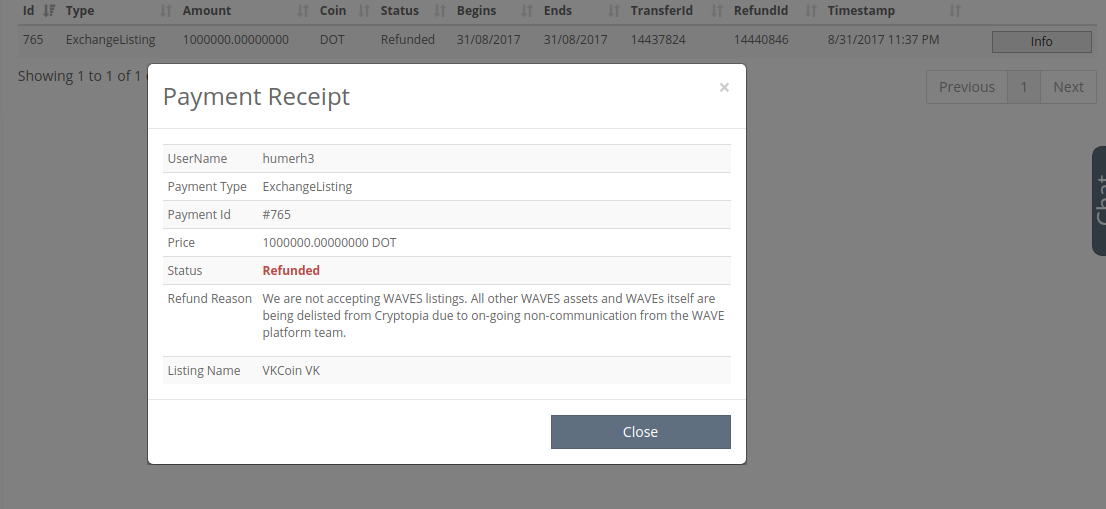 Id Type Amount Coin Status Begins Ends TransferId RefundId Timestamp
765 ExchangeListing 1000000.00000000 DOT Refunded 31/08/2017 31/08/2017 14437824 14440846 8/31/2017 11:37 PM Info
Showing 1 to 1 of 1
Previous 1 Next
Payment Receipt ×
UserName humerh3
Payment Type ExchangeListing
Payment Id #765
Price 1000000.00000000 DOT
Status Refunded
Refund Reason We are not accepting WAVES listings. All other WAVES assets and WAVEs itself are
being delisted from Cryptopia due to on-going non-communication from the WAVE
platform team.
Listing Name VKCoin VK
Close
Chat